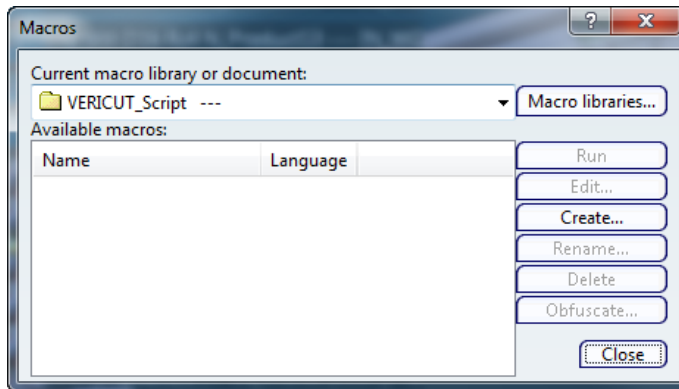 Macros
Current macro library or document:
VERICUT_Script ---
Macro libraries...
Available macros:
Name Language
Run
Edit...
Create...
Rename...
Delete
Obfuscate...
Close